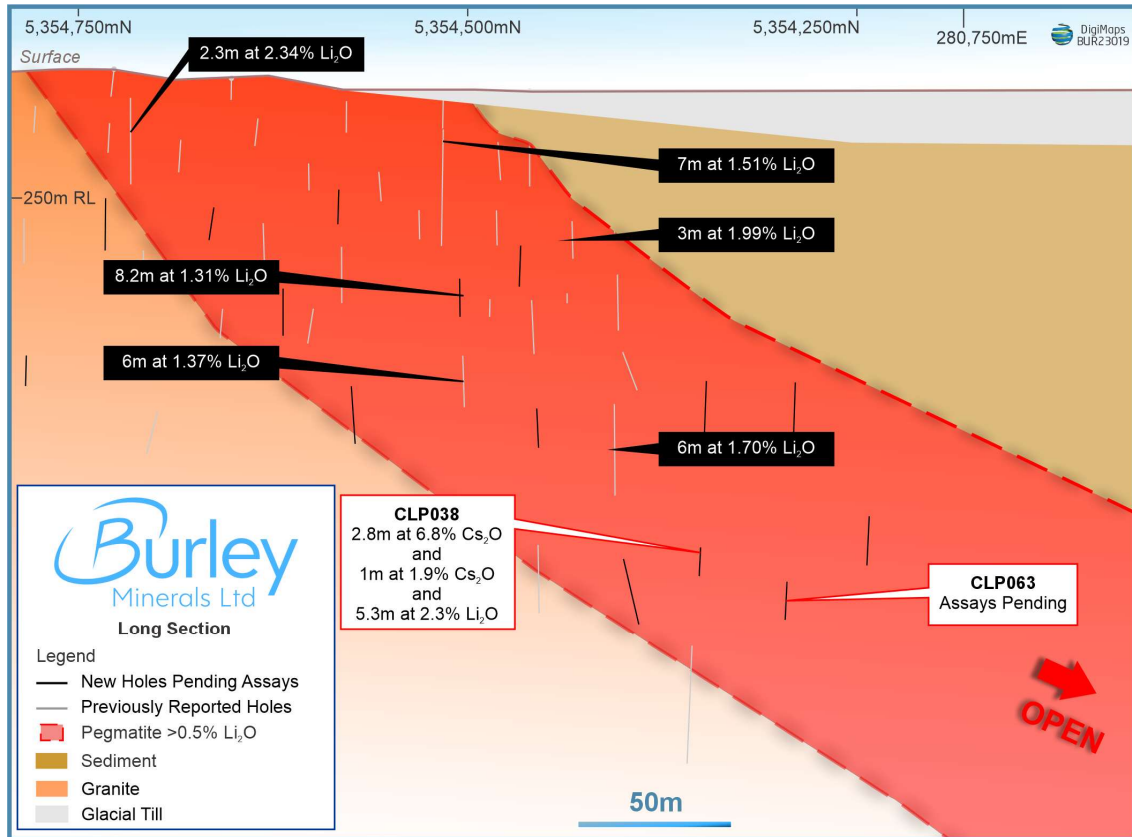 5,354,750mN
5,354,500mN
5,354,250mN
280,750mE
DigiMaps
BUR23019
Surface
2.3m at 2.34% Li₂O
7m at 1.51% Li₂O
250m RL
3m at 1.99% Li₂O
8.2m at 1.31% Li₂O
6m at 1.37% Li₂O
6m at 1.70% Li₂O
CLP038
2.8m at 6.8% Cs₂O
and
1m at 1.9% Cs₂O
and
5.3m at 2.3% Li₂O
CLP063
Assays Pending
OPEN
Burley
Minerals Ltd
Long Section
Legend
New Holes Pending Assays
Previously Reported Holes
Pegmatite >0.5% Li₂O
Sediment
Granite
Glacial Till
50m